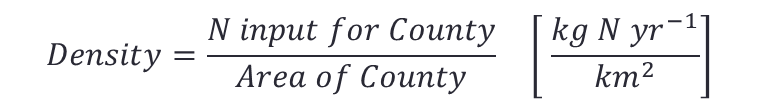 Density = N input for County / Area of County [kg N yr⁻¹ / km²]